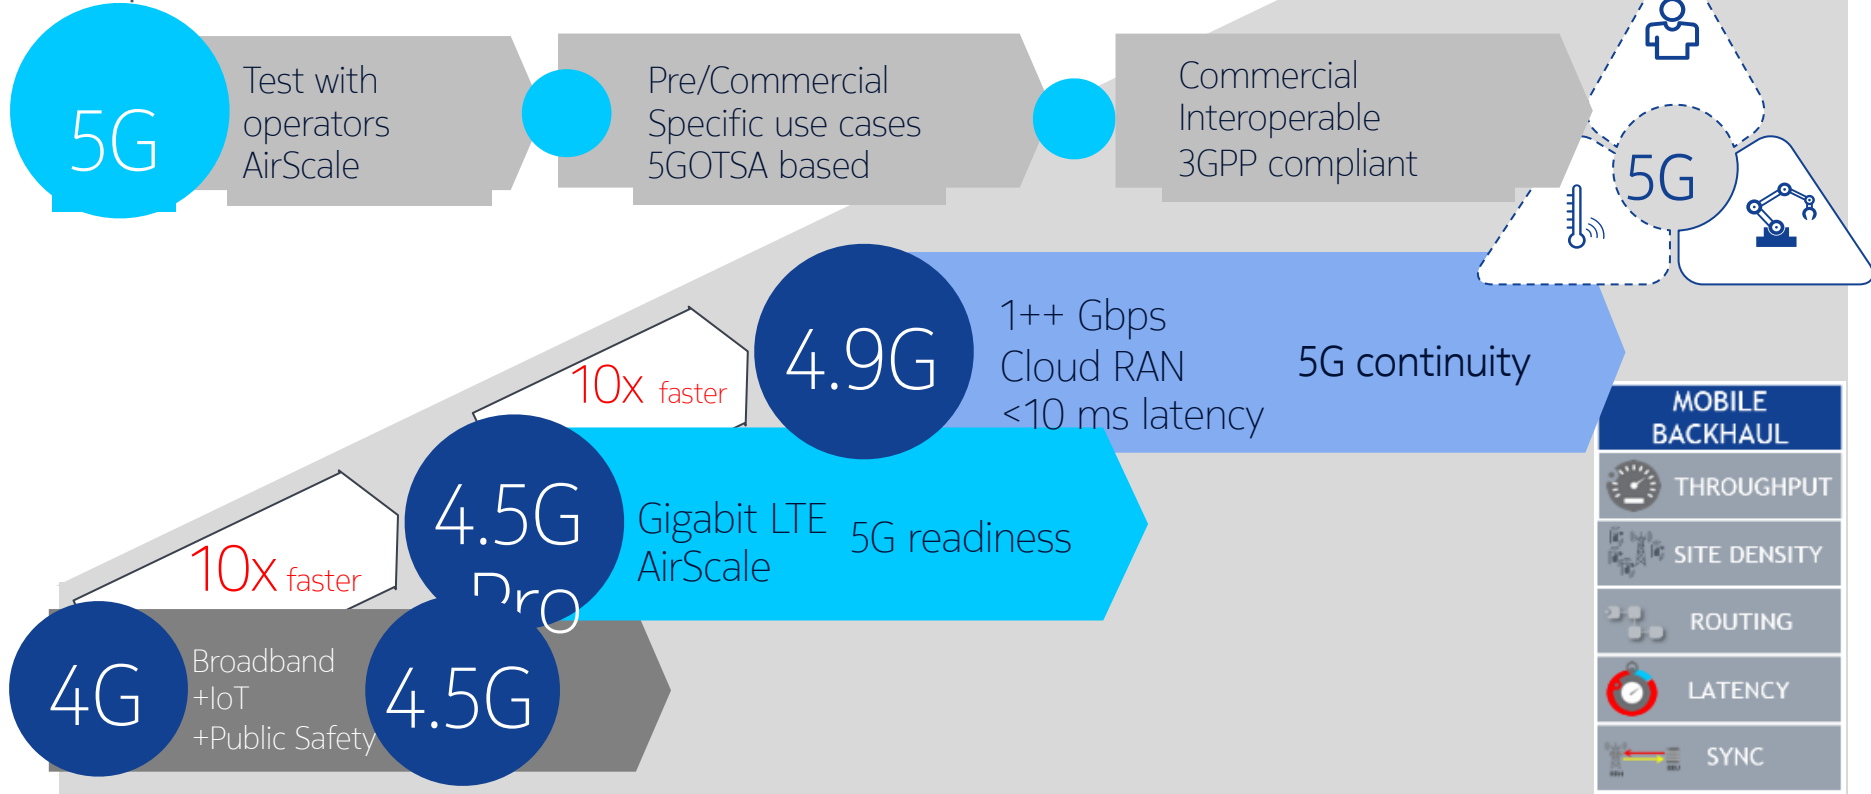 5G
Test with
operators
AirScale
Pre/Commercial
Specific use cases
5GOTSA based
Commercial
Interoperable
3GPP compliant
5G
4.9G
1++ Gbps
Cloud RAN
<10 ms latency
5G continuity
10x faster
4.5G
Pro
Gigabit LTE
AirScale
5G readiness
10x faster
4G
Broadband
+IoT
+Public Safety
4.5G
MOBILE
BACKHAUL
THROUGHPUT
SITE DENSITY
ROUTING
LATENCY
SYNC